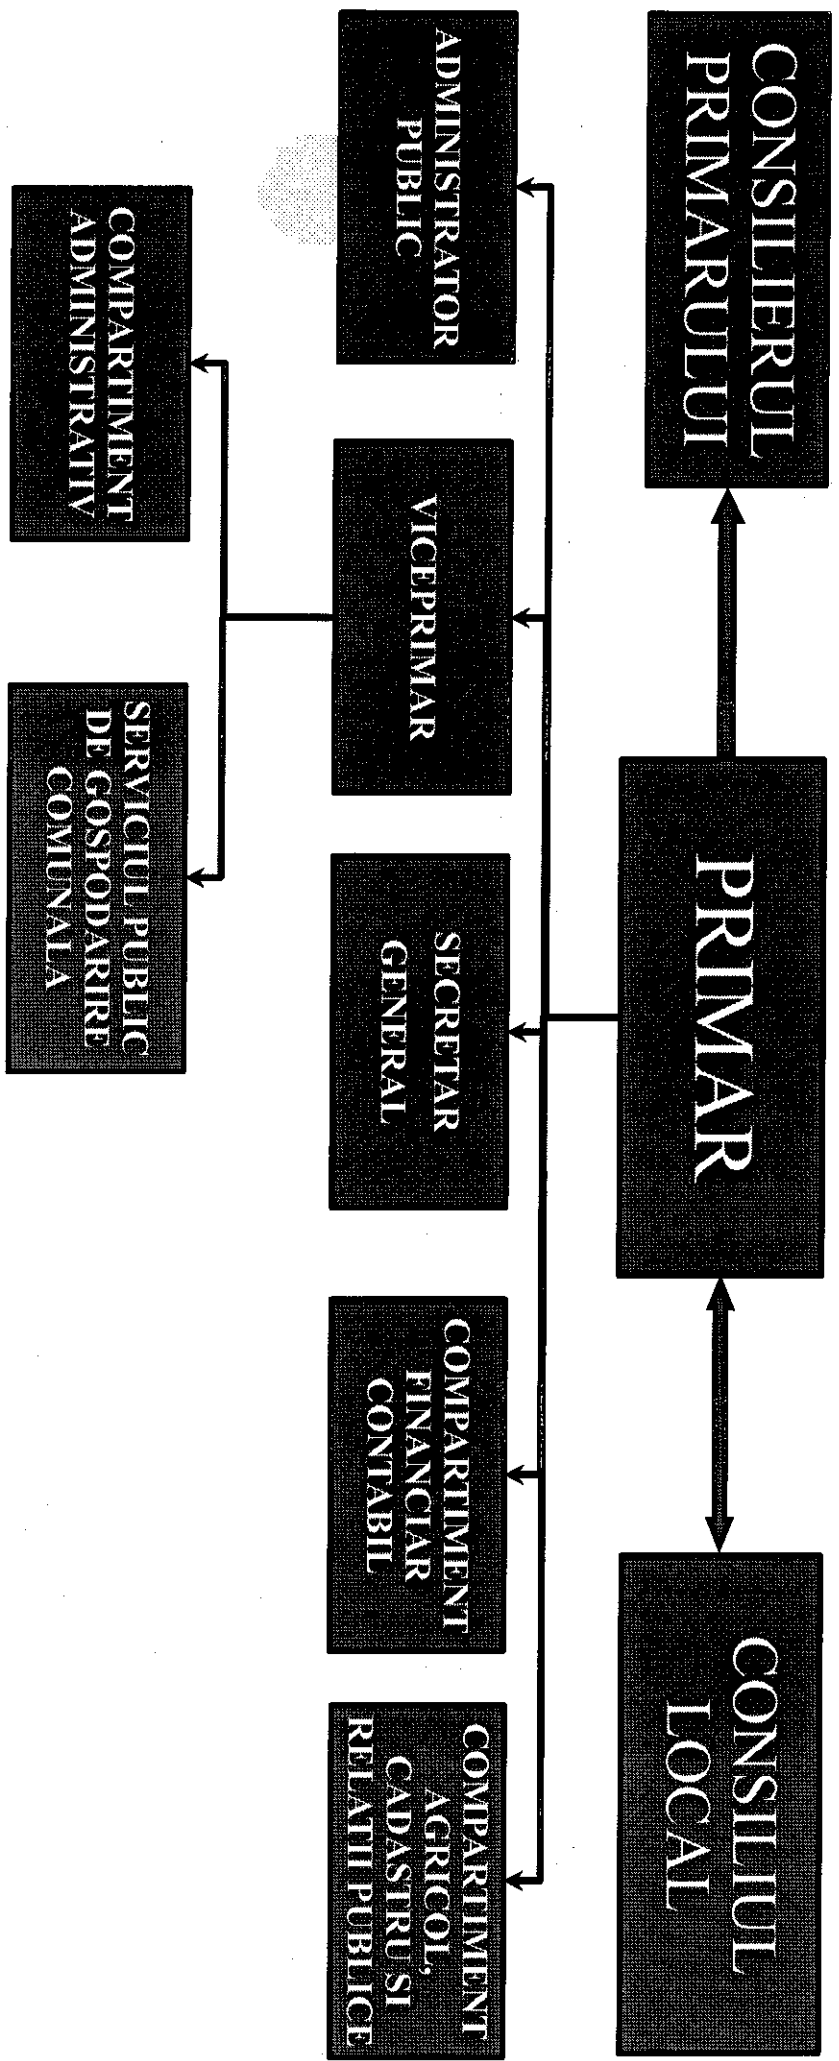 CONSILIERUL
PRIMARULUI
PRIMAR
CONSILIUL
LOCAL
ADMINISTRATOR
PUBLIC
VICEPRIMAR
SECRETAR
GENERAL
COMPARTIMENT
FINANCIAR
CONTABIL
COMPARTIMENT
AGRICOL,
CADASTRU SI
RELATII PUBLICE
COMPARTIMENT
ADMINISTRATIV
SERVICIUL PUBLIC
DE GOSPODARIRE
COMUNALA